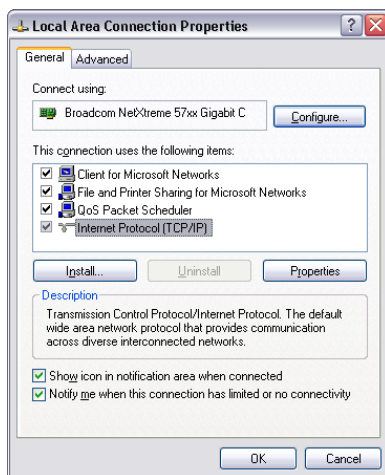 Local Area Connection Properties
General Advanced
Connect using:
Broadcom NetXtreme 57xx Gigabit C
Configure...
This connection uses the following items:
Client for Microsoft Networks
File and Printer Sharing for Microsoft Networks
QoS Packet Scheduler
Internet Protocol (TCP/IP)
Install... Uninstall Properties
Description
Transmission Control Protocol/Internet Protocol. The default
wide area network protocol that provides communication
across diverse interconnected networks.
Show icon in notification area when connected
Notify me when this connection has limited or no connectivity
OK Cancel